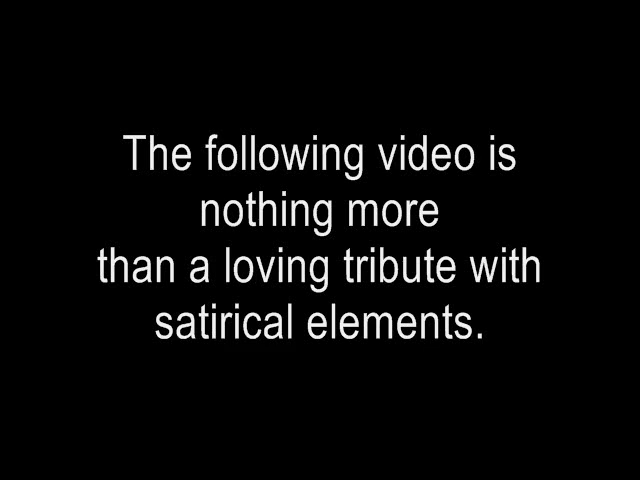 The following video is
nothing more
than a loving tribute with
satirical elements.